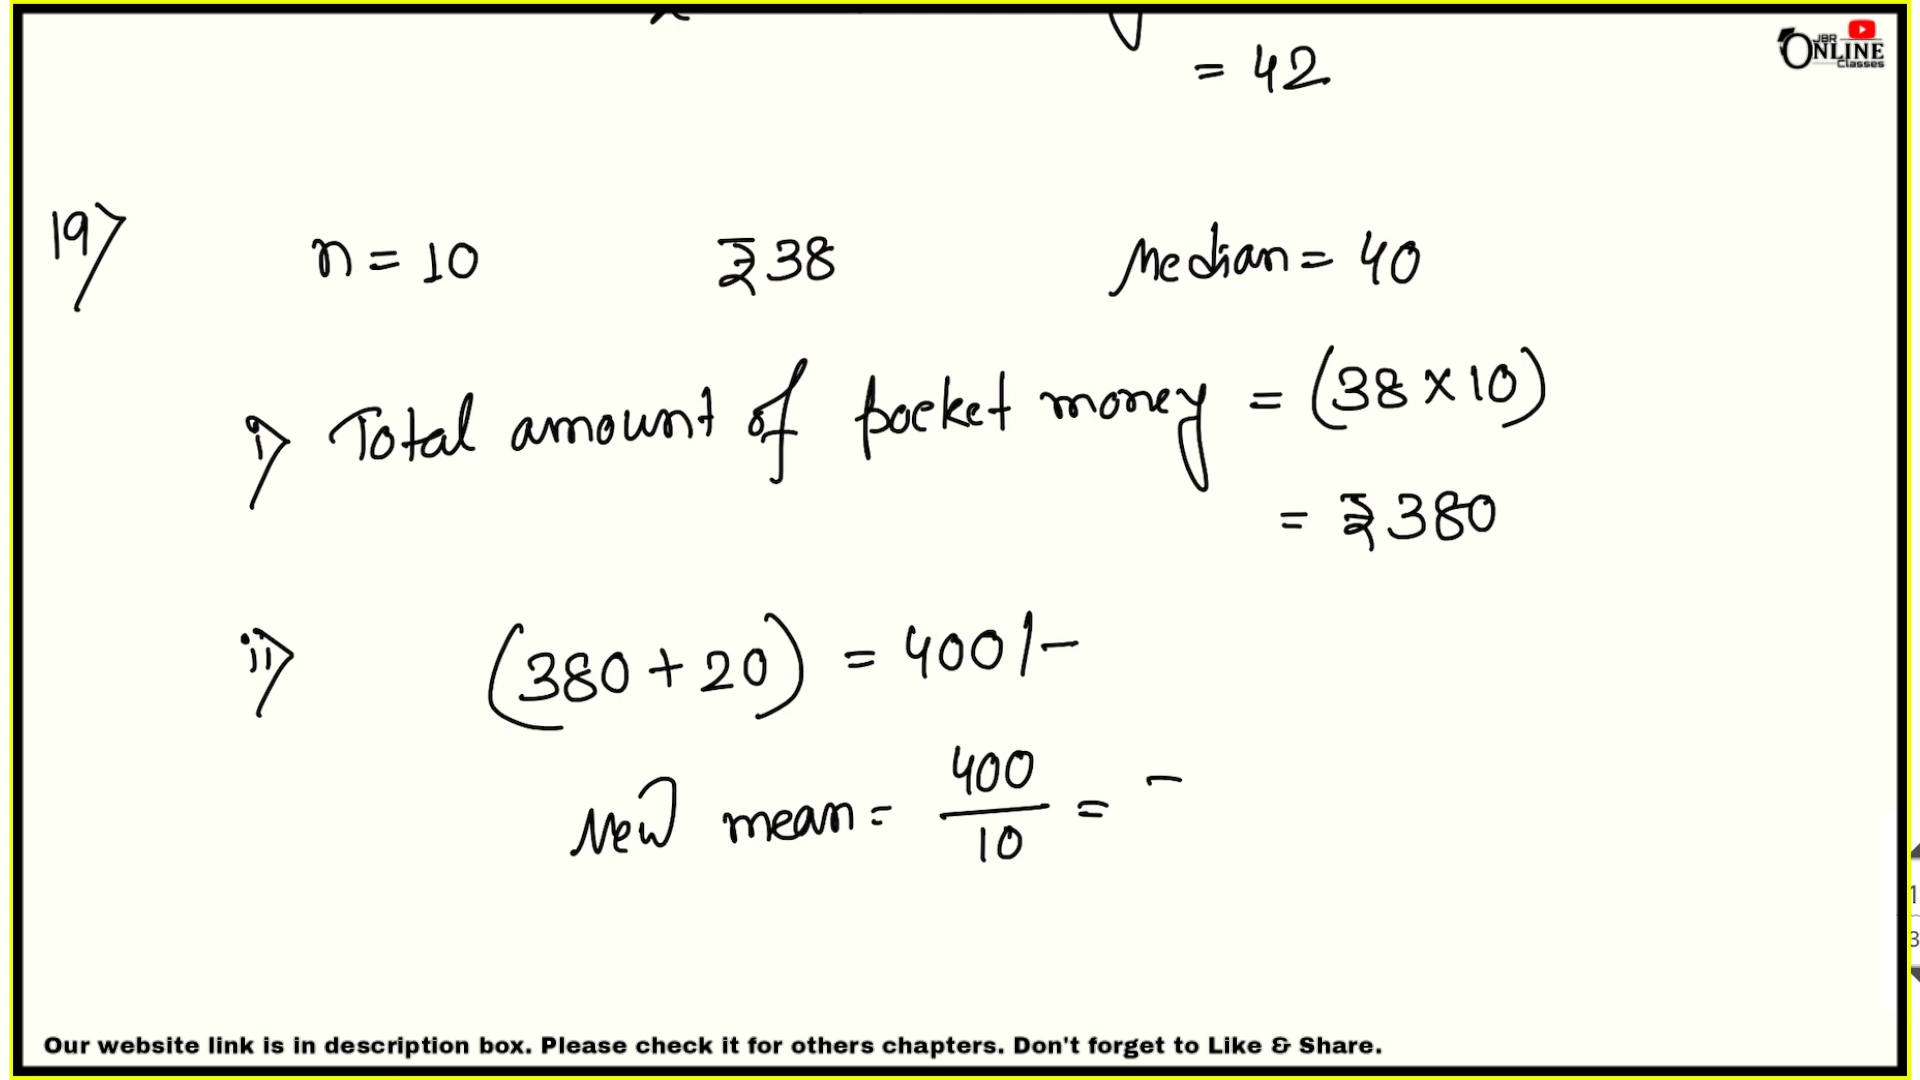 = 42
JBR
ONLINE
Classes
19> n = 10 ₹38 Median = 40
i> Total amount of pocket money = (38 × 10)
= ₹380
ii> (380 + 20) = 400/-
New mean = 400/10 =
1
3
Our website link is in description box. Please check it for others chapters. Don't forget to Like & Share.